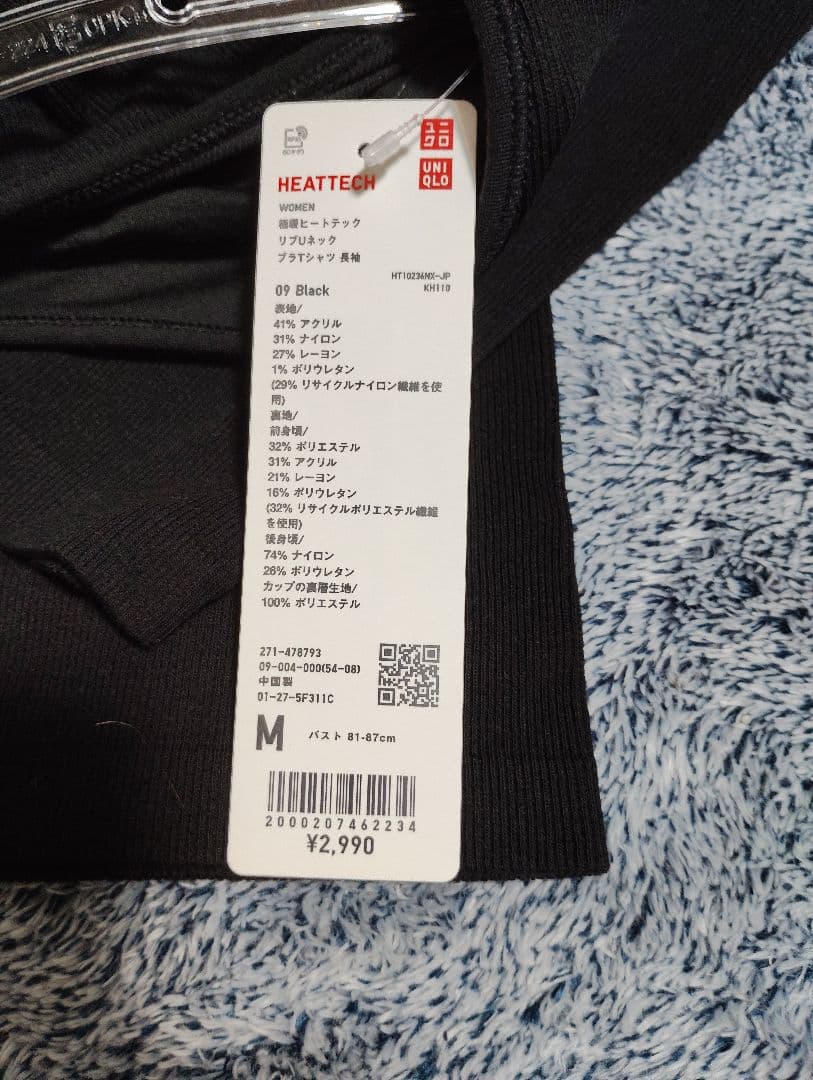 ユニ
クロ
UNI
QLO
HEATTECH
WOMEN
極暖ヒートテック
リブUネック
ブラTシャツ 長袖
HT10236NX-JP
KH110
09 Black
表地/
41% アクリル
31% ナイロン
27% レーヨン
1% ポリウレタン
(29% リサイクルナイロン繊維を使
用)
裏地/
前身頃/
32% ポリエステル
31% アクリル
21% レーヨン
16% ポリウレタン
(32% リサイクルポリエステル繊維
を使用)
後身頃/
74% ナイロン
26% ポリウレタン
カップの裏層生地/
100% ポリエステル
271-478793
09-004-000(54-08)
中国製
01-27-5F311C
M バスト 81-87cm
2000207462234
¥2,990